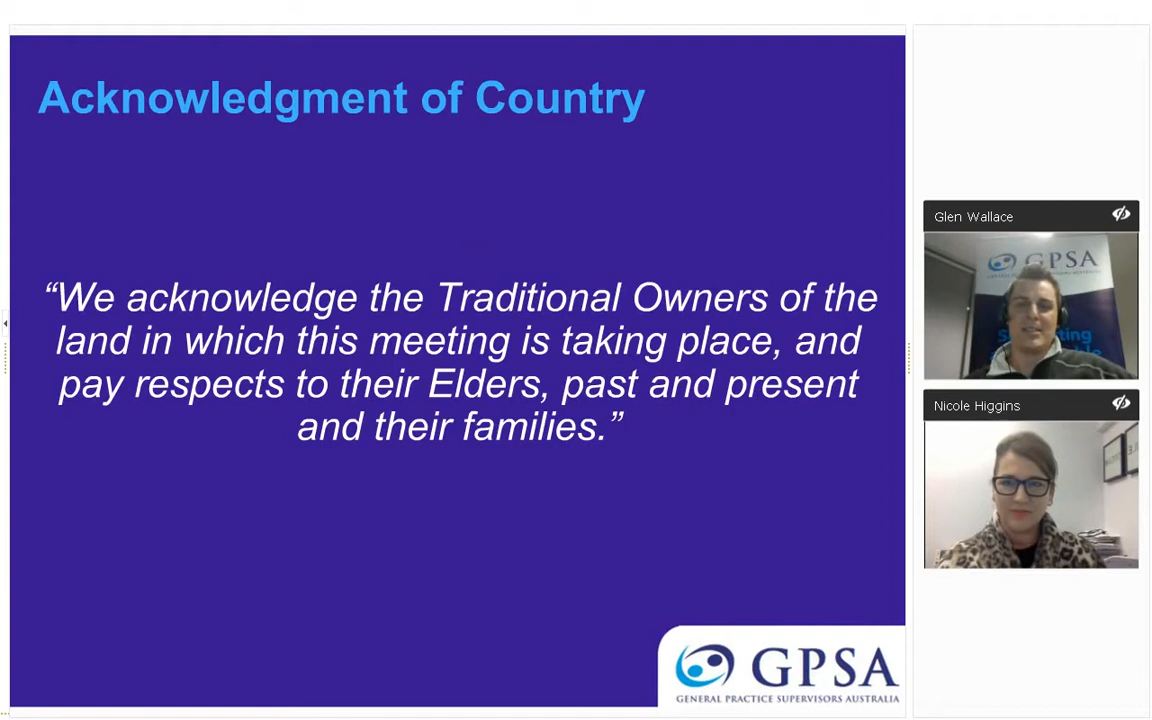 Acknowledgment of Country
“We acknowledge the Traditional Owners of the
land in which this meeting is taking place, and
pay respects to their Elders, past and present
and their families.”
GPSA
GENERAL PRACTICE SUPERVISORS AUSTRALIA
Glen Wallace
GPSA
Nicole Higgins